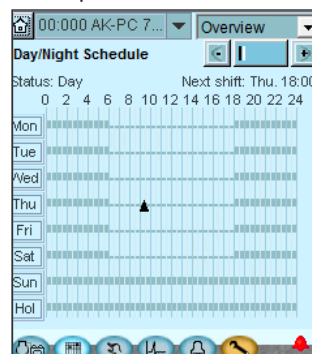 00:000 AK-PC 7... Overview
Day/Night Schedule
Status: Day Next shift: Thu. 18:00
0 2 4 6 8 10 12 14 16 18 20 22 24
Mon
Tue
Wed
Thu
Fri
Sat
Sun
Hol